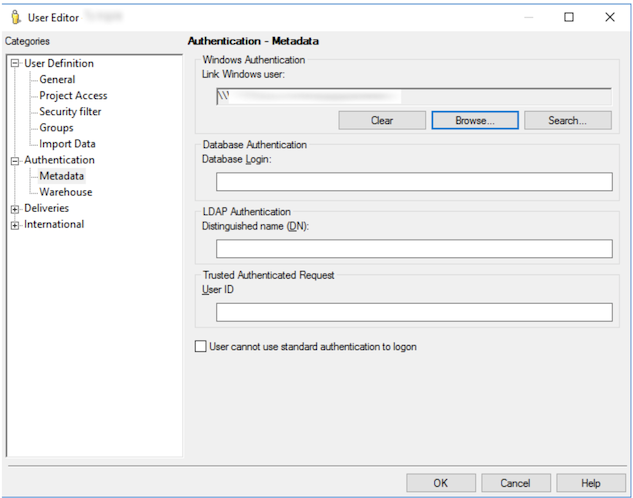 User Editor
Categories
User Definition
General
Project Access
Security filter
Groups
Import Data
Authentication
Metadata
Warehouse
Deliveries
International
Authentication - Metadata
Windows Authentication
Link Windows user:
Clear Browse... Search...
Database Authentication
Database Login:
LDAP Authentication
Distinguished name (DN):
Trusted Authenticated Request
User ID
User cannot use standard authentication to logon
OK Cancel Help